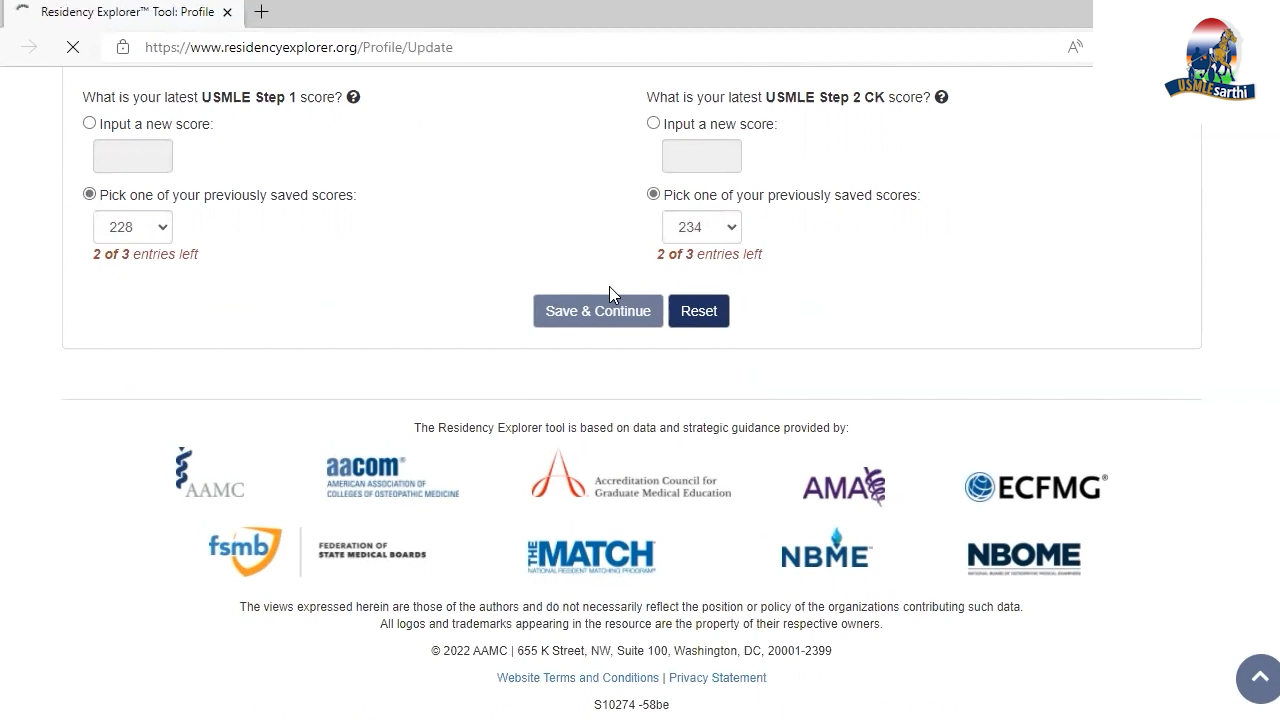 Residency Explorer™ Tool: Profile
https://www.residencyexplorer.org/Profile/Update
USMLEsarthi
What is your latest USMLE Step 1 score?
What is your latest USMLE Step 2 CK score?
Input a new score:
Input a new score:
Pick one of your previously saved scores:
Pick one of your previously saved scores:
228
234
2 of 3 entries left
2 of 3 entries left
Save & Continue
Reset
The Residency Explorer tool is based on data and strategic guidance provided by:
AAMC
aacom®
AMERICAN ASSOCIATION OF
COLLEGES OF OSTEOPATHIC MEDICINE
Accreditation Council for
Graduate Medical Education
AMA
ECFMG®
fsmb
FEDERATION OF
STATE MEDICAL BOARDS
THE MATCH
NATIONAL RESIDENT MATCHING PROGRAM®
NBME
NBOME
NATIONAL BOARD OF OSTEOPATHIC MEDICAL EXAMINERS
The views expressed herein are those of the authors and do not necessarily reflect the position or policy of the organizations contributing such data.
All logos and trademarks appearing in the resource are the property of their respective owners.
© 2022 AAMC | 655 K Street, NW, Suite 100, Washington, DC, 20001-2399
Website Terms and Conditions | Privacy Statement
S10274 -58be